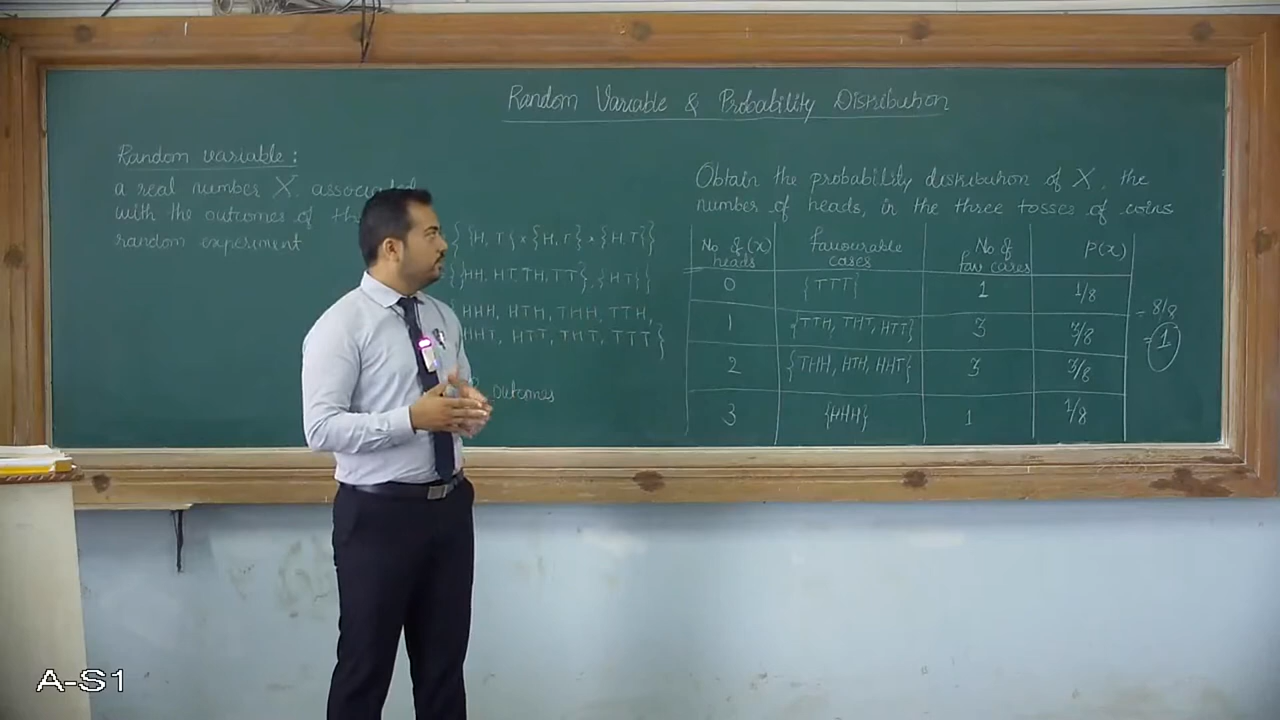 Random Variable & Probability Distribution
Random variable :
a real number X, associated
with the outcomes of
random experiment
{ {H, T} × {H, T} × {H, T} }
{HH, HT, TH, TT}, {H, T} }
HHH, HTH, THH, TTH,
HHT, HTT, THT, TTT }
outcomes
Obtain the probability distribution of X, the
number of heads, in the three tosses of coins
No of (x) heads Favourable cases No of fav cases P(x)
0 {TTT} 1 1/8
1 {TTH, THT, HTT} 3 3/8
2 {THH, HTH, HHT} 3 3/8
3 {HHH} 1 1/8
= 8/8
= 1
A-S1